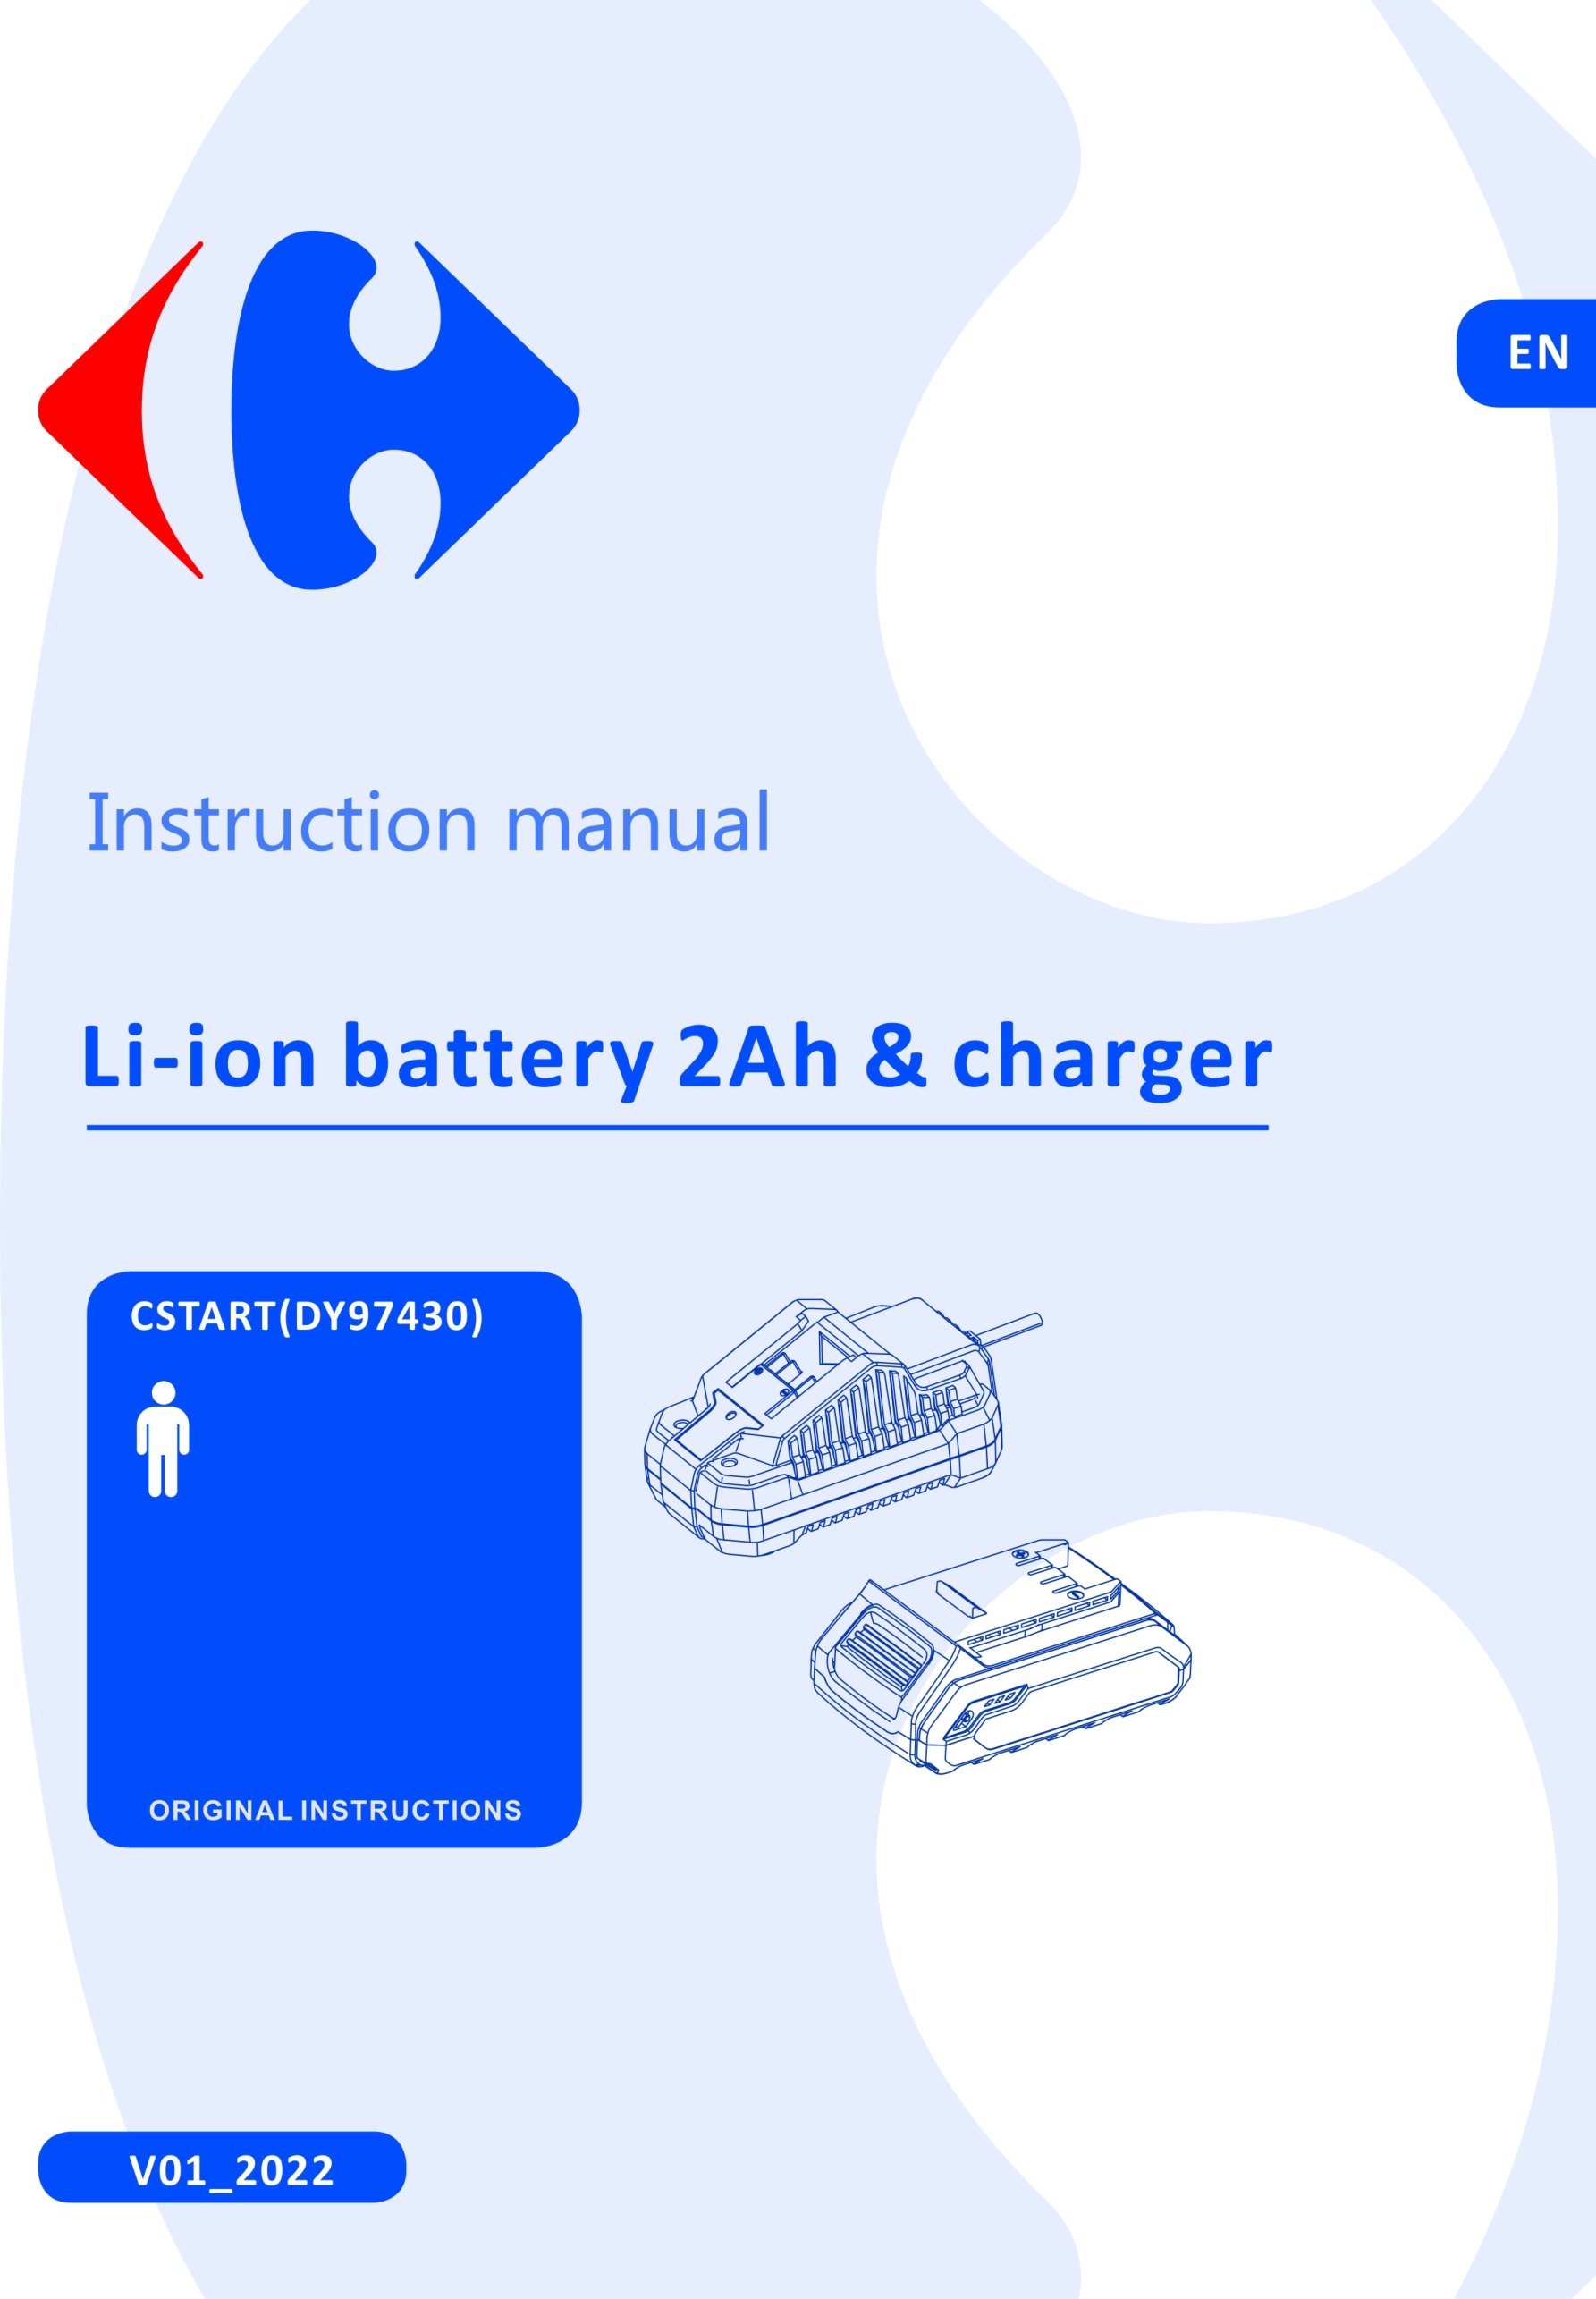 EN
Instruction manual
Li-ion battery 2Ah & charger
CSTART(DY97430)
ORIGINAL INSTRUCTIONS
V01_2022